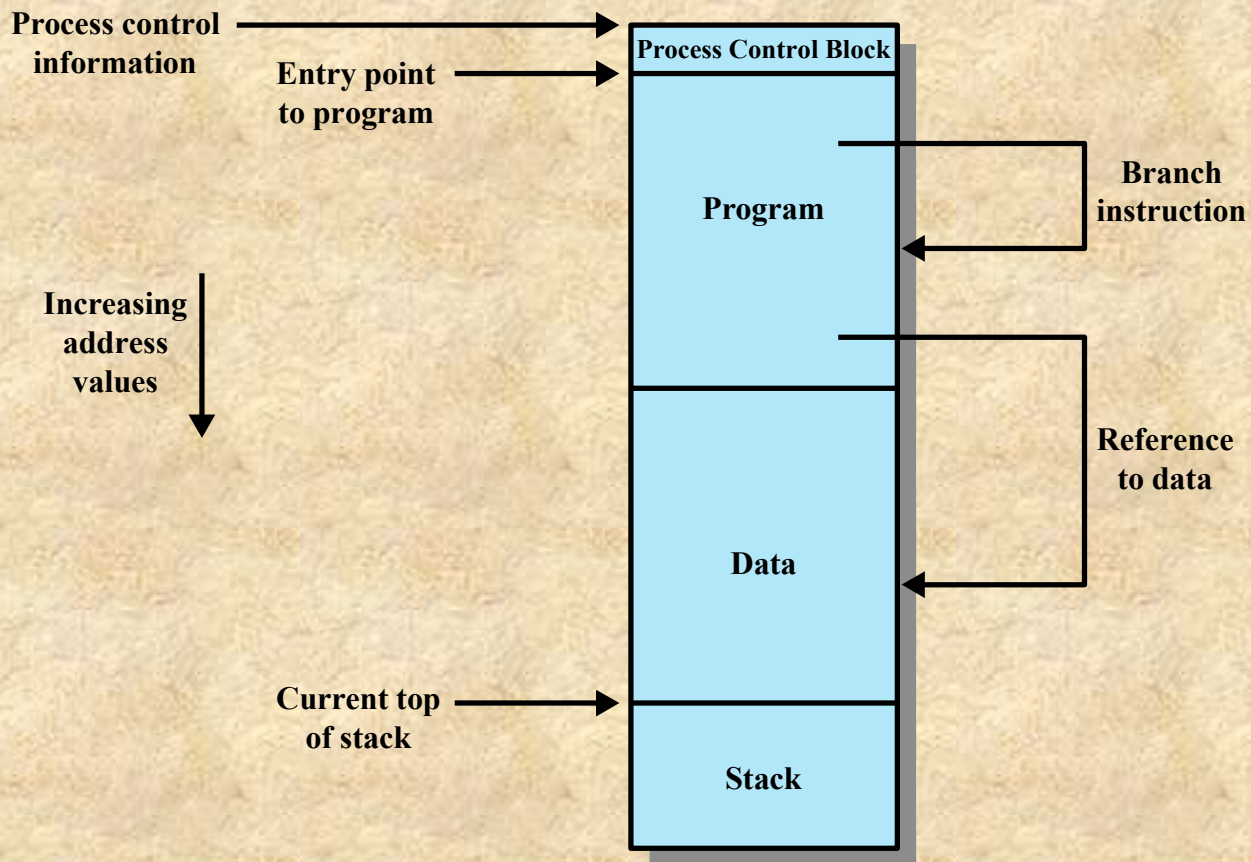 Process control
information
Process Control Block
Entry point
to program
Program
Branch
instruction
Increasing
address
values
Reference
to data
Data
Current top
of stack
Stack